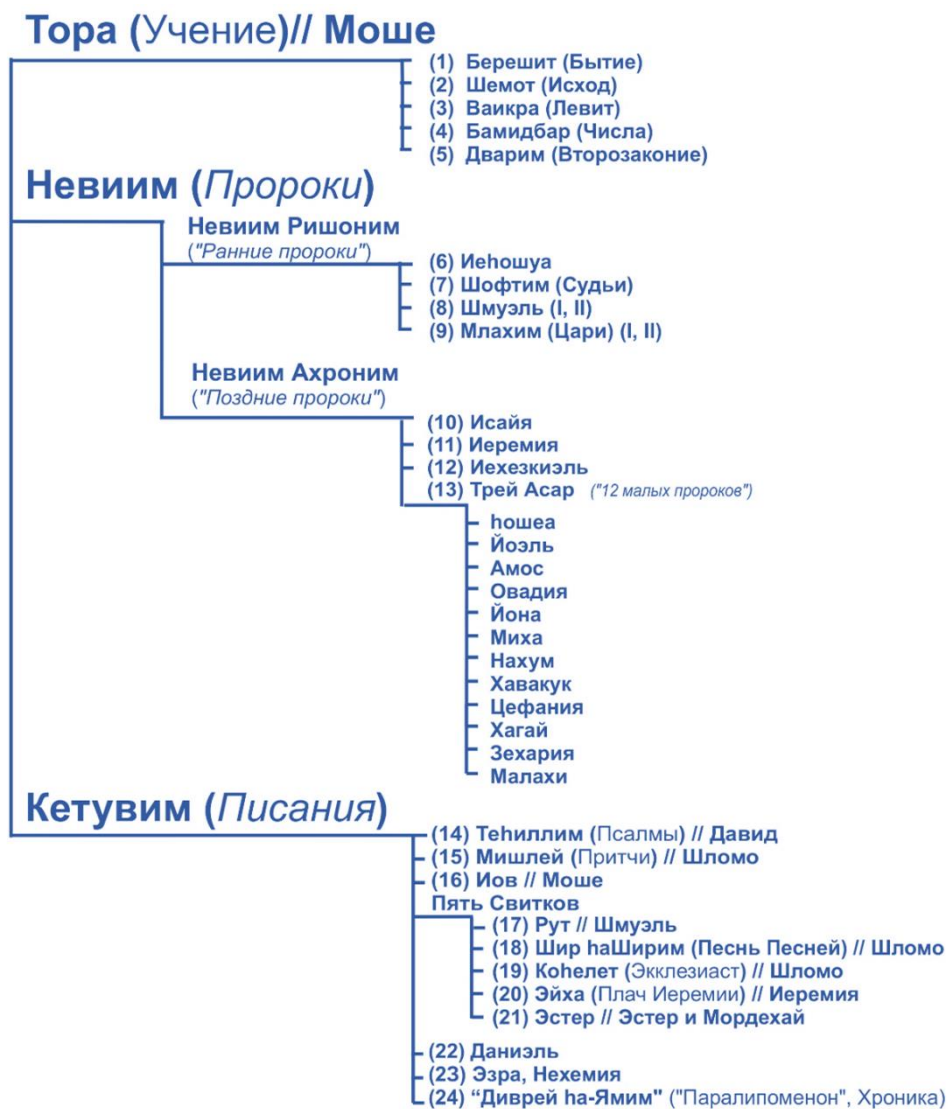 Тора (Учение)// Моше
(1) Берешит (Бытие)
(2) Шемот (Исход)
(3) Ваикра (Левит)
(4) Бамидбар (Числа)
(5) Дварим (Второзаконие)
Невиим (Пророки)
Невиим Ришоним
("Ранние пророки")
(6) Иеhошуа
(7) Шофтим (Судьи)
(8) Шмуэль (I, II)
(9) Млахим (Цари) (I, II)
Невиим Ахроним
("Поздние пророки")
(10) Исайя
(11) Иеремия
(12) Иехезкиэль
(13) Трей Асар ("12 малых пророков")
hошеа
Йоэль
Амос
Овадия
Йона
Миха
Нахум
Хавакук
Цефания
Хагай
Зехария
Малахи
Кетувим (Писания)
(14) Теhиллим (Псалмы) // Давид
(15) Мишлей (Притчи) // Шломо
(16) Иов // Моше
Пять Свитков
(17) Рут // Шмуэль
(18) Шир hаШирим (Песнь Песней) // Шломо
(19) Коhелет (Экклезиаст) // Шломо
(20) Эйха (Плач Иеремии) // Иеремия
(21) Эстер // Эстер и Мордехай
(22) Даниэль
(23) Эзра, Нехемия
(24) “Диврей hа-Ямим" ("Паралипоменон", Хроника)